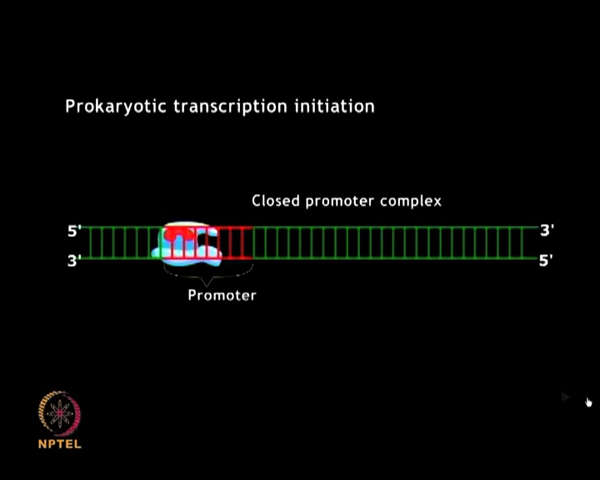 Prokaryotic transcription initiation
Closed promoter complex
5' 3'
3' 5'
Promoter
NPTEL